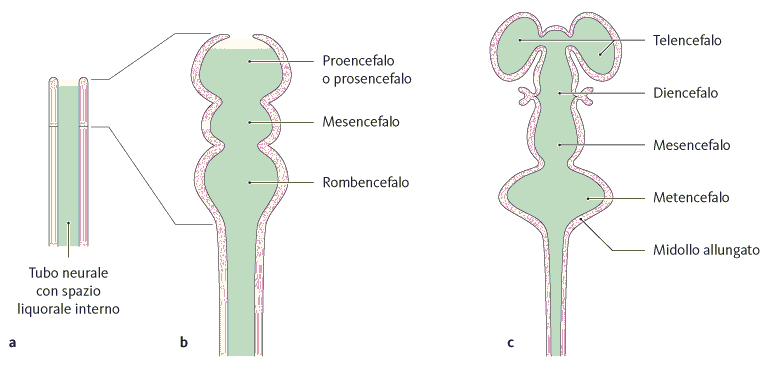 Tubo neurale
con spazio
liquorale interno
a
Proencefalo
o prosencefalo
Mesencefalo
Rombencefalo
b
Telencefalo
Diencefalo
Mesencefalo
Metencefalo
Midollo allungato
c